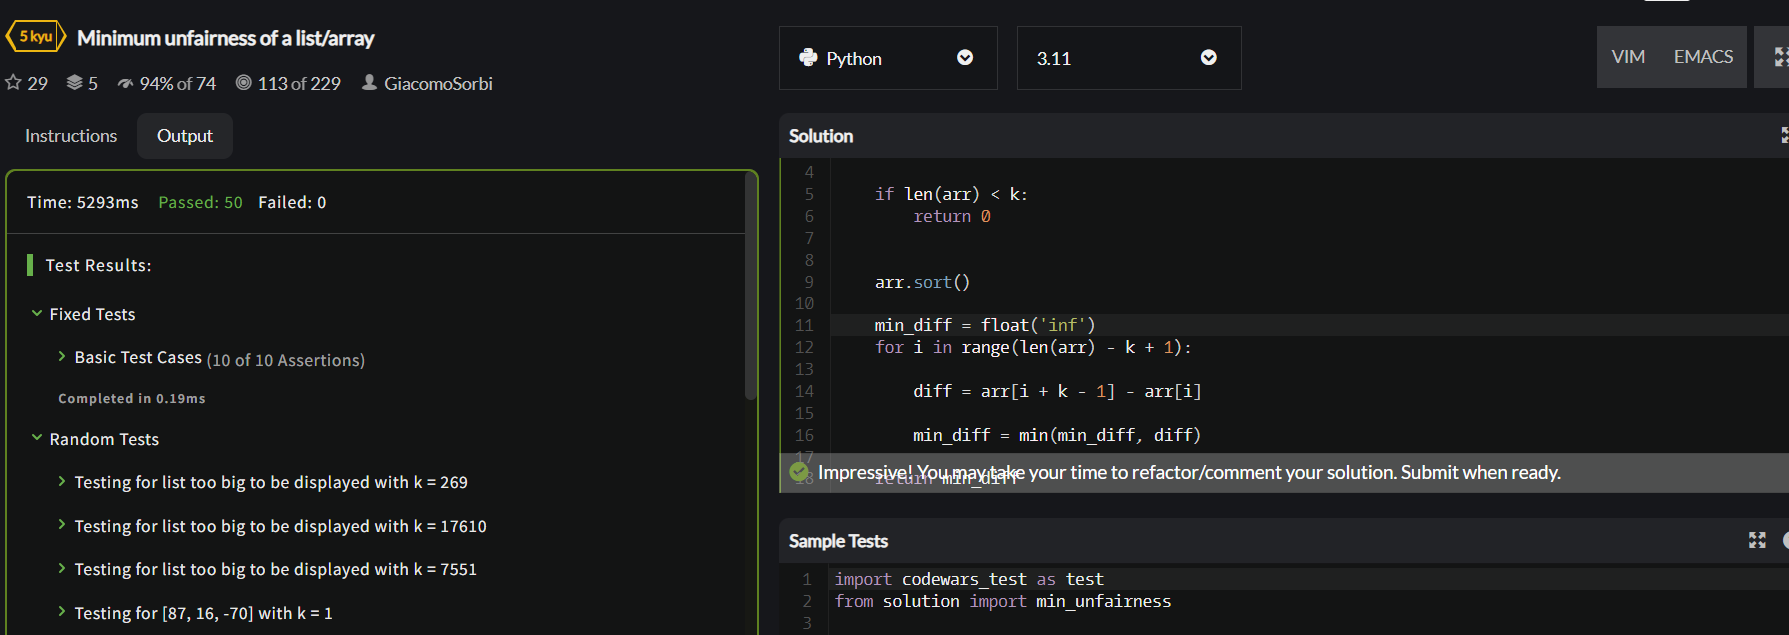 5 kyu Minimum unfairness of a list/array
29 5 94% of 74 113 of 229 GiacomoSorbi
Python 3.11 VIM EMACS
Instructions Output
Time: 5293ms Passed: 50 Failed: 0
Test Results:
Fixed Tests
Basic Test Cases (10 of 10 Assertions)
Completed in 0.19ms
Random Tests
Testing for list too big to be displayed with k = 269
Testing for list too big to be displayed with k = 17610
Testing for list too big to be displayed with k = 7551
Testing for [87, 16, -70] with k = 1
Solution
4
5 if len(arr) < k:
6 return 0
7
8
9 arr.sort()
10
11 min_diff = float('inf')
12 for i in range(len(arr) - k + 1):
13
14 diff = arr[i + k - 1] - arr[i]
15
16 min_diff = min(min_diff, diff)
17
18 return min_diff
Impressive! You may take your time to refactor/comment your solution. Submit when ready.
Sample Tests
1 import codewars_test as test
2 from solution import min_unfairness
3